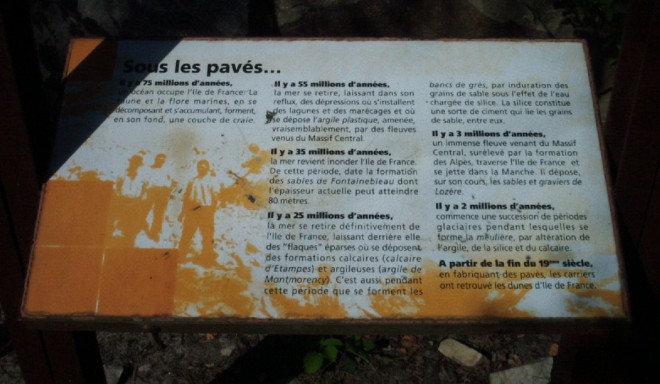 Sous les pavés...
Il y a 75 millions d'années,
un océan occupe l'Ile de France. La
faune et la flore marines, en se
décomposant et s'accumulant, forment,
en son fond, une couche de craie.
Il y a 55 millions d'années,
la mer se retire, laissant dans son
reflux, des dépressions où s'installent
des lagunes et des marécages et où
se dépose l'argile plastique, amenée,
vraisemblablement, par des fleuves
venus du Massif Central.
Il y a 35 millions d'années,
la mer revient inonder l'Ile de France.
De cette période, date la formation
des sables de Fontainebleau dont
l'épaisseur actuelle peut atteindre
80 mètres.
Il y a 25 millions d'années,
la mer se retire définitivement de
l'Ile de France, laissant derrière elle
des "flaques" éparses où se déposent
des formations calcaires (calcaire
d'Etampes) et argileuses (argile de
Montmorency). C'est aussi pendant
cette période que se forment les
bancs de grès, par induration des
grains de sable sous l'effet de l'eau
chargée de silice. La silice constitue
une sorte de ciment qui lie les grains
de sable, entre eux.
Il y a 3 millions d'années,
un immense fleuve venant du Massif
Central, surélevé par la formation
des Alpes, traverse l'Ile de France et
se jette dans la Manche. Il dépose,
sur son cours, les sables et graviers de
Lozère.
Il y a 2 millions d'années,
commence une succession de périodes
glaciaires pendant lesquelles se
forme la meulière, par altération de
l'argile, de la silice et du calcaire.
A partir de la fin du 19ème siècle,
en fabriquant des pavés, les carriers
ont retrouvé les dunes d'Ile de France.